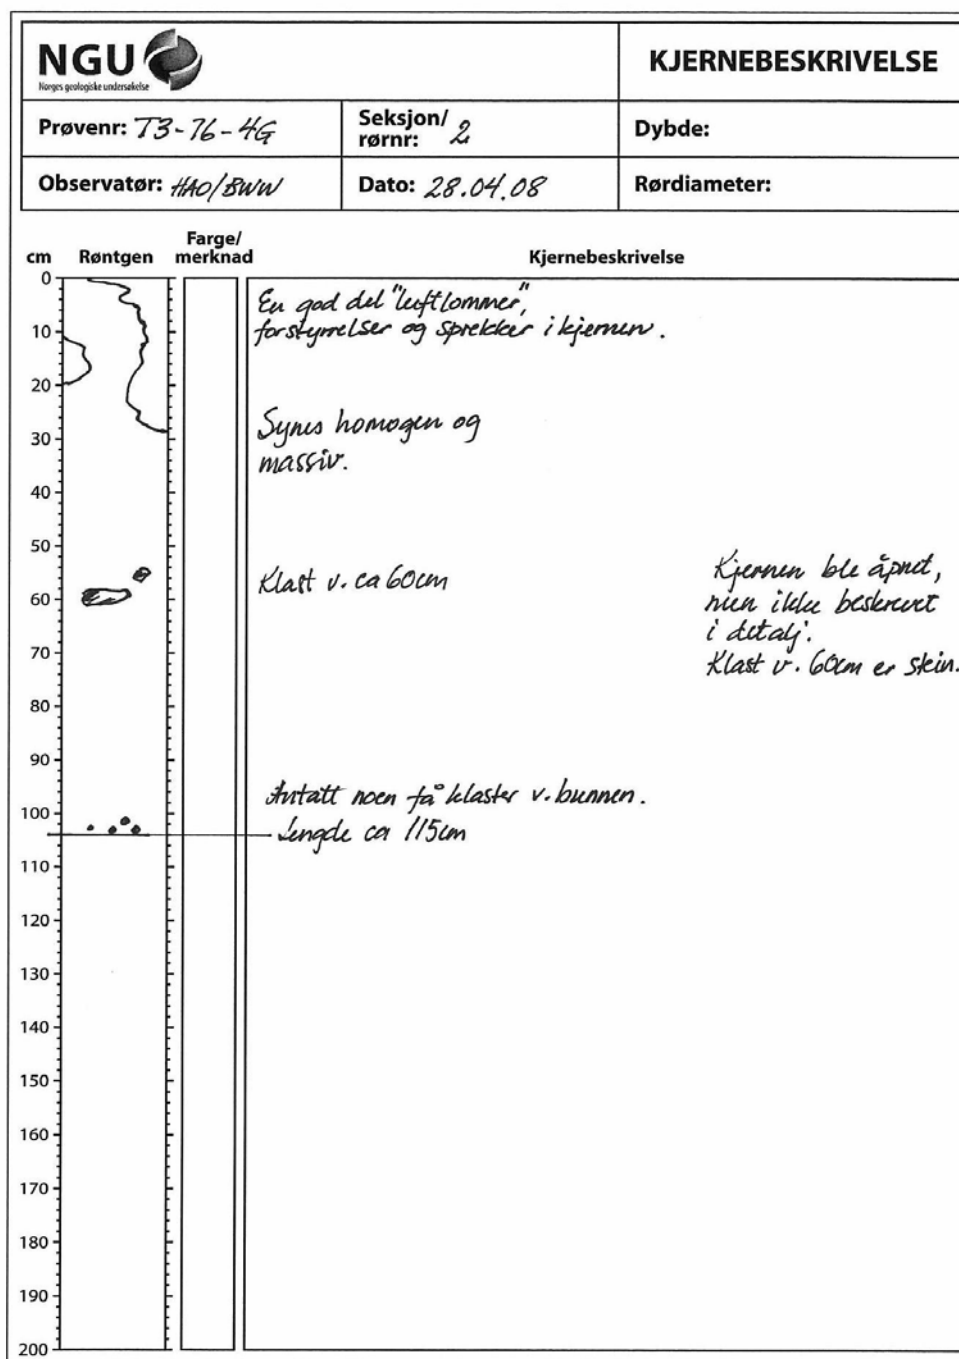 NGU
Norges geologiske undersøkelse
KJERNEBESKRIVELSE
Prøvenr: T3-76-4G
Seksjon/
rørnr: 2
Dybde:
Observatør: HAO/BWW
Dato: 28.04.08
Rørdiameter:
cm
Røntgen
Farge/
merknad
Kjernebeskrivelse
0
10
20
30
40
50
60
70
80
90
100
110
120
130
140
150
160
170
180
190
200
En god del "luftlommer",
forstyrrelser og sprekker i kjernen.
Synes homogen og
massiv.
Klast v. ca 60cm
Kjernen ble åpnet,
men ikke beskrevet
i detalj.
Klast v. 60cm er stein.
Antatt noen få klaster v. bunnen.
Lengde ca 115cm